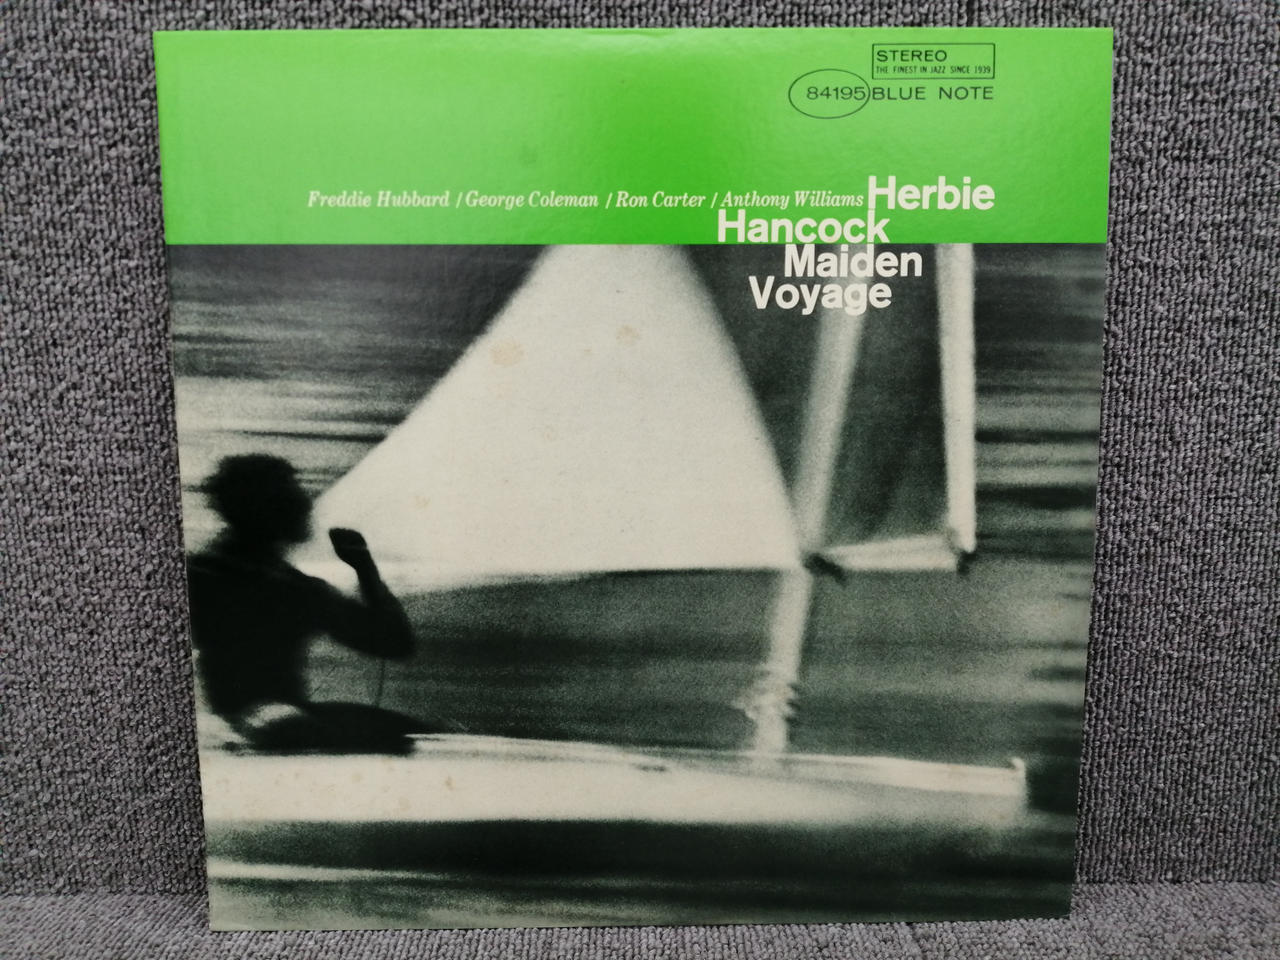 STEREO
THE FINEST IN JAZZ SINCE 1939
84195 BLUE NOTE
Freddie Hubbard / George Coleman / Ron Carter / Anthony Williams Herbie
Hancock
Maiden
Voyage